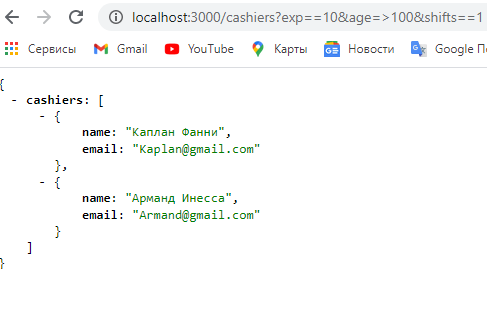 localhost:3000/cashiers?exp==10&age=>100&shifts==1
Сервисы Gmail YouTube Карты Новости Google П
{
- cashiers: [
- {
name: "Каплан Фанни",
email: "Kaplan@gmail.com"
},
- {
name: "Арманд Инесса",
email: "Armand@gmail.com"
}
]
}